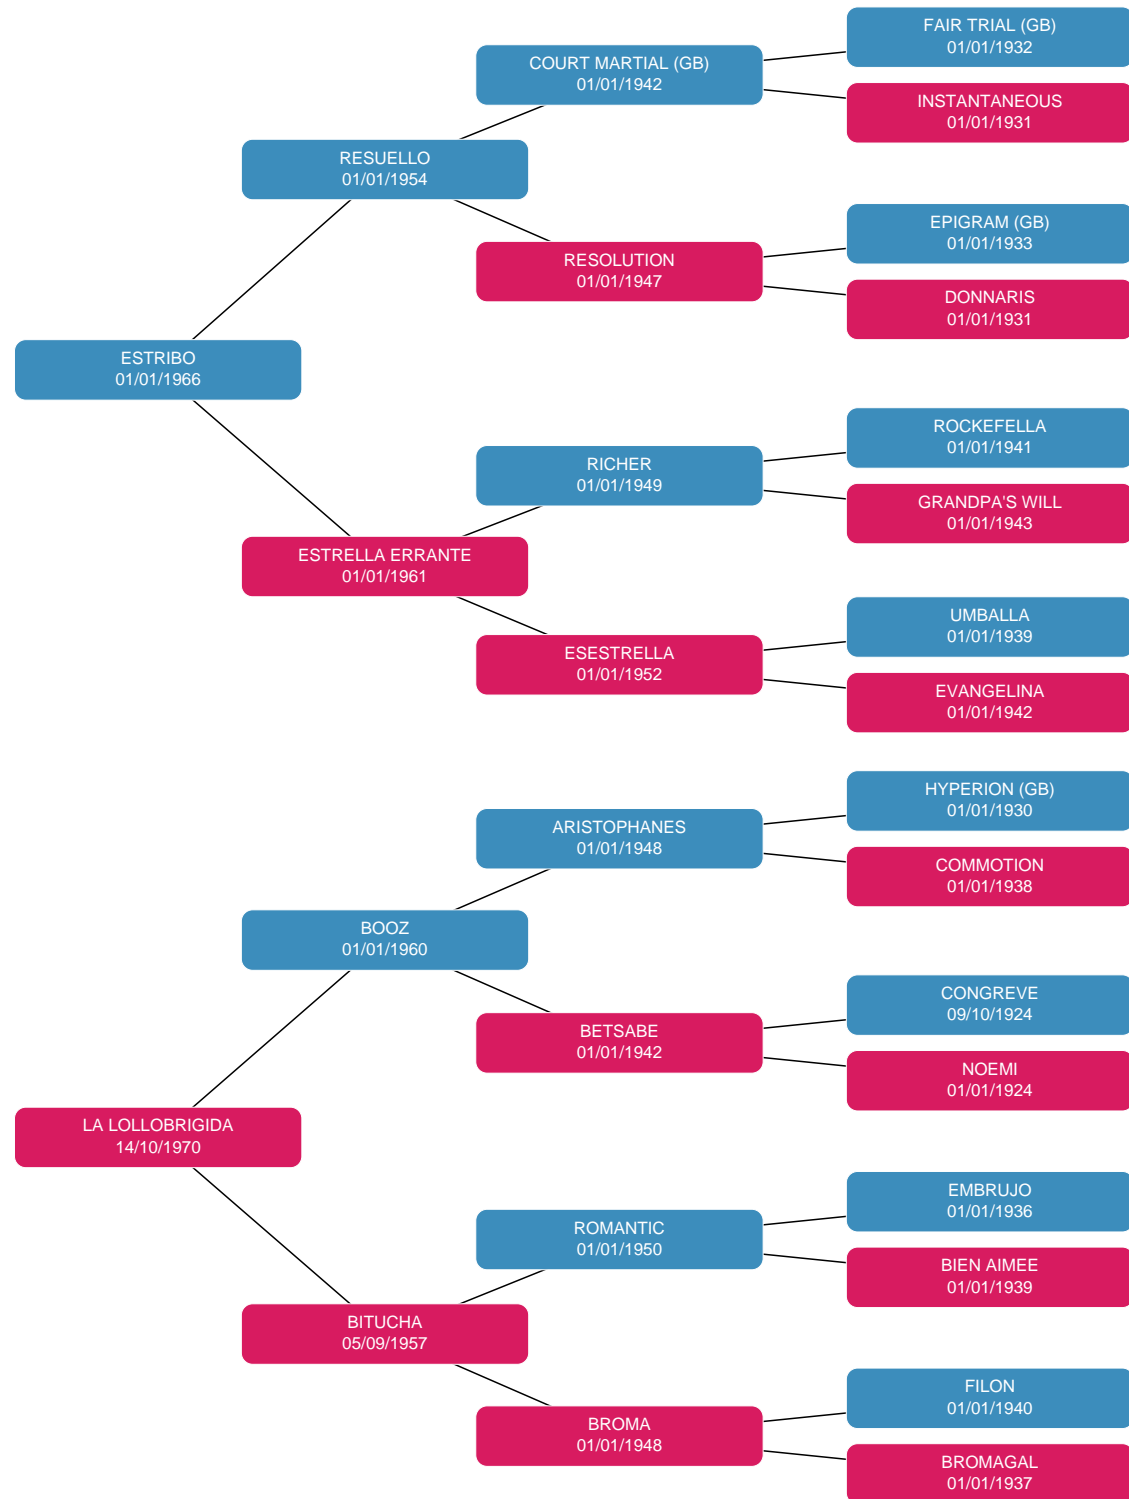 FAIR TRIAL (GB)
01/01/1932
COURT MARTIAL (GB)
01/01/1942
INSTANTANEOUS
01/01/1931
RESUELLO
01/01/1954
EPIGRAM (GB)
01/01/1933
RESOLUTION
01/01/1947
DONNARIS
01/01/1931
ESTRIBO
01/01/1966
ROCKEFELLA
01/01/1941
RICHER
01/01/1949
GRANDPA'S WILL
01/01/1943
ESTRELLA ERRANTE
01/01/1961
UMBALLA
01/01/1939
ESESTRELLA
01/01/1952
EVANGELINA
01/01/1942
HYPERION (GB)
01/01/1930
ARISTOPHANES
01/01/1948
COMMOTION
01/01/1938
BOOZ
01/01/1960
CONGREVE
09/10/1924
BETSABE
01/01/1942
NOEMI
01/01/1924
LA LOLLOBRIGIDA
14/10/1970
EMBRUJO
01/01/1936
ROMANTIC
01/01/1950
BIEN AIMEE
01/01/1939
BITUCHA
05/09/1957
FILON
01/01/1940
BROMA
01/01/1948
BROMAGAL
01/01/1937